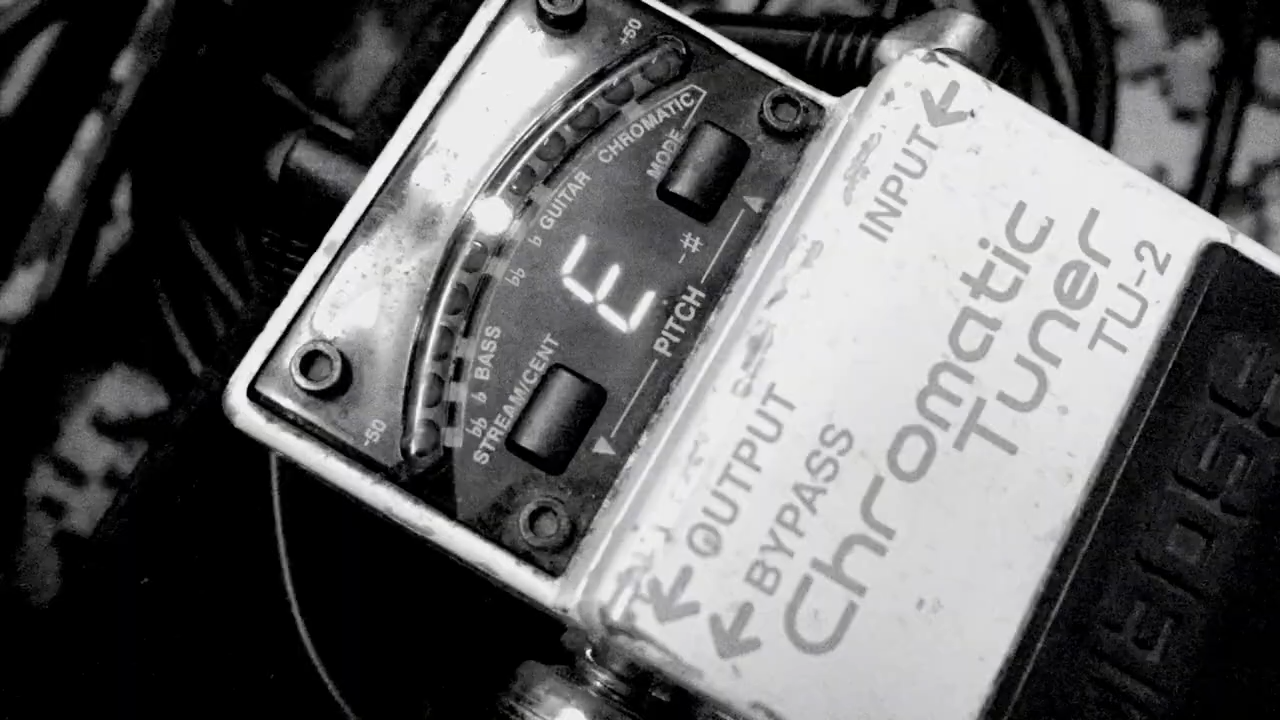 +50
CHROMATIC
MODE
♭ GUITAR
♭♭
E
-#
PITCH
♭ BASS
♭♭
STREAM/CENT
-50
INPUT
OUTPUT
BYPASS
Chromatic
Tuner
TU-2
BOSS